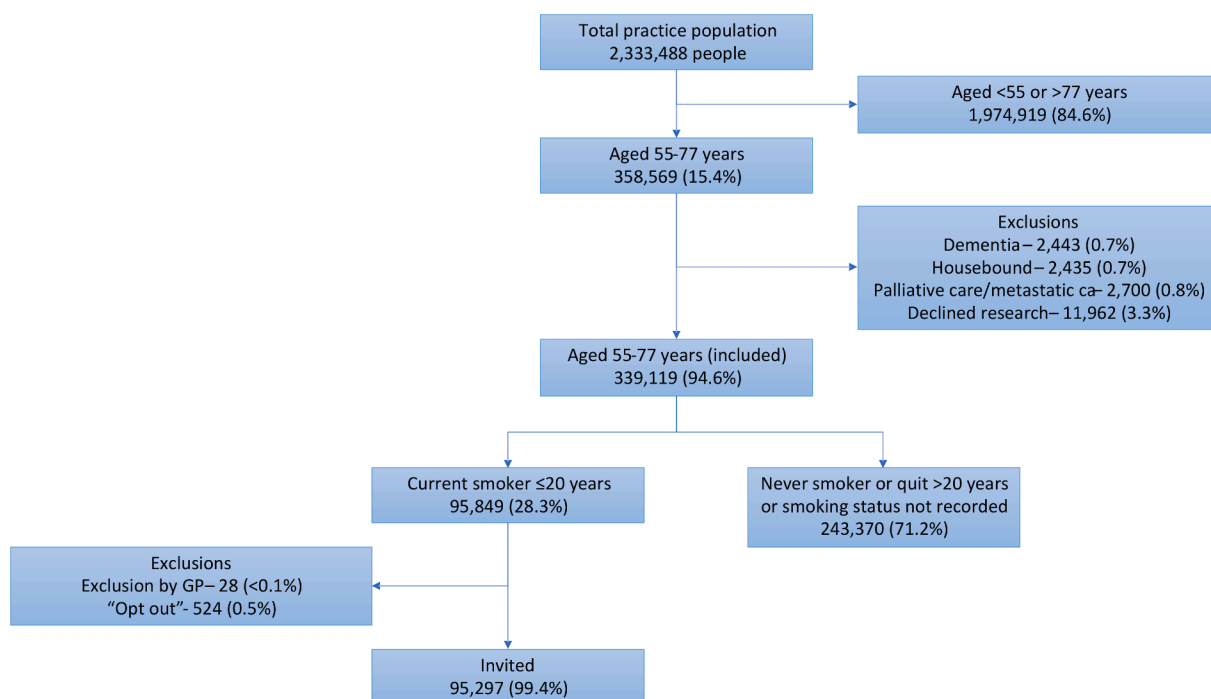 Total practice population
2,333,488 people
Aged <55 or >77 years
1,974,919 (84.6%)
Aged 55-77 years
358,569 (15.4%)
Exclusions
Dementia– 2,443 (0.7%)
Housebound– 2,435 (0.7%)
Palliative care/metastatic ca– 2,700 (0.8%)
Declined research– 11,962 (3.3%)
Aged 55-77 years (included)
339,119 (94.6%)
Current smoker ≤20 years
95,849 (28.3%)
Never smoker or quit >20 years
or smoking status not recorded
243,370 (71.2%)
Exclusions
Exclusion by GP– 28 (<0.1%)
“Opt out”- 524 (0.5%)
Invited
95,297 (99.4%)